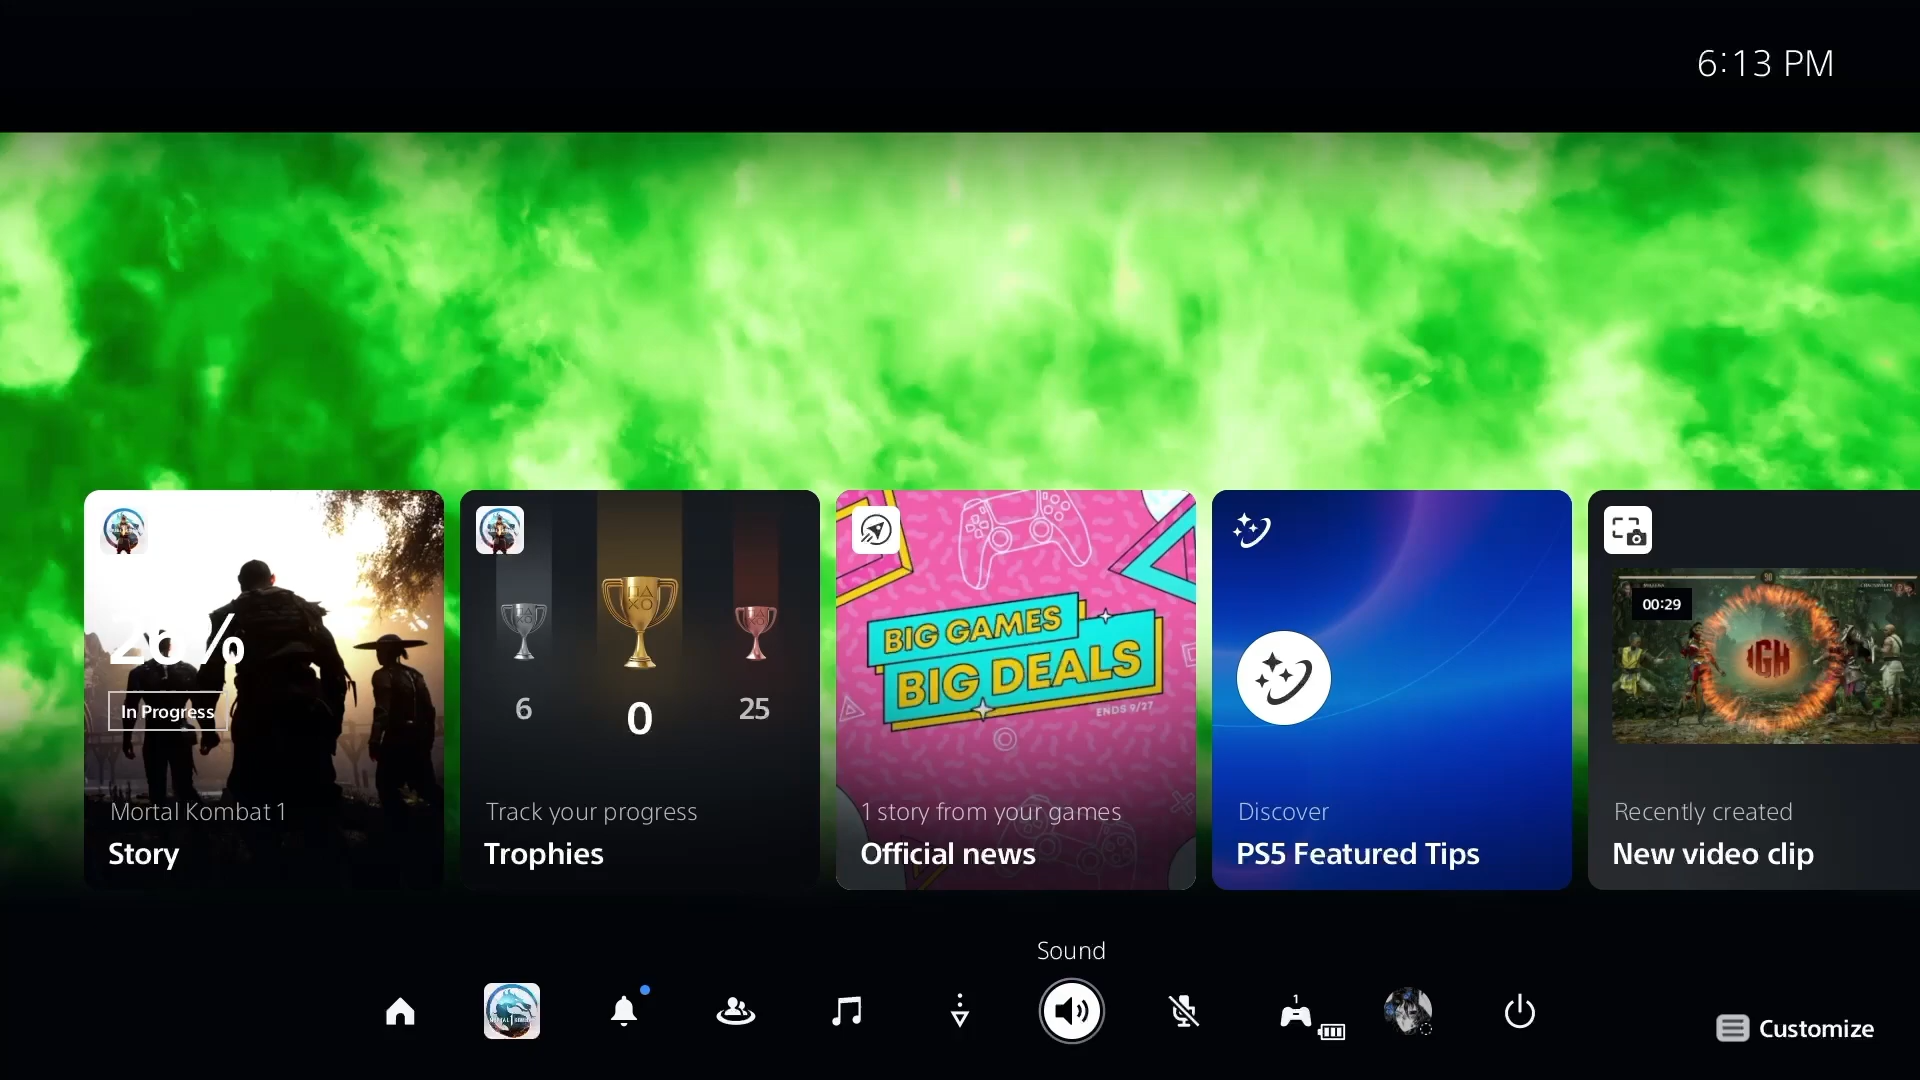 6:13 PM
26%
In Progress
Mortal Kombat 1
Story
6
0
25
Track your progress
Trophies
BIG GAMES
BIG DEALS
ENDS 9/27
1 story from your games
Official news
Discover
PS5 Featured Tips
00:29
Recently created
New video clip
Sound
1
Customize